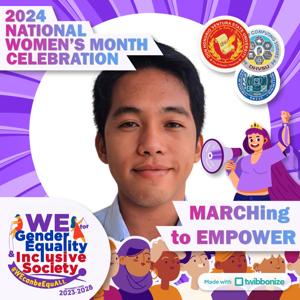 2024
NATIONAL
WOMEN'S MONTH
CELEBRATION
DHVSU
WE for
Gender
Equality
& Inclusive
Society
#WEcanbeEquALL
2023-2028
MARCHing
to EMPOWER
Made with twibbonize